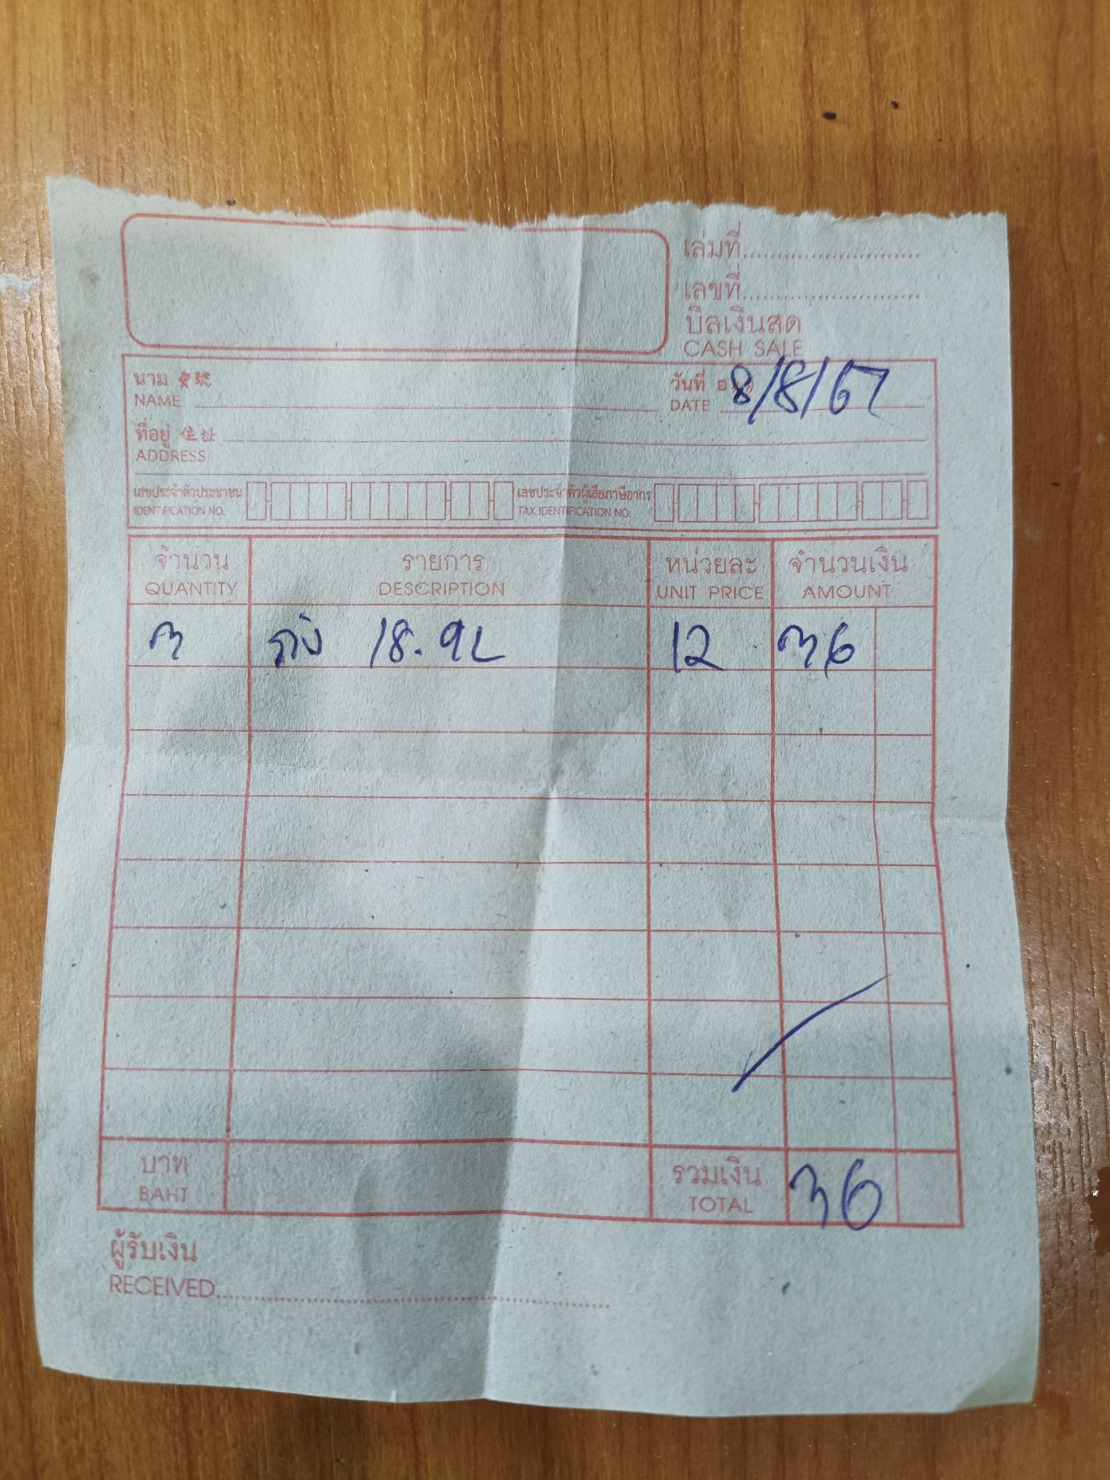 เล่มที่
เลขที่
บิลเงินสด
CASH SALE
นาม
NAME
วันที่ 8/8/67
DATE
ที่อยู่ 住址
ADDRESS
เลขประจำตัวประชาชน
IDENTIFICATION NO.
เลขประจำตัวผู้เสียภาษีอากร
TAX IDENTIFICATION NO.
จำนวน รายการ หน่วยละ จำนวนเงิน
QUANTITY DESCRIPTION UNIT PRICE AMOUNT
3 ถัง 18.9L 12 36
บาท รวมเงิน 36
BAHT TOTAL
ผู้รับเงิน
RECEIVED